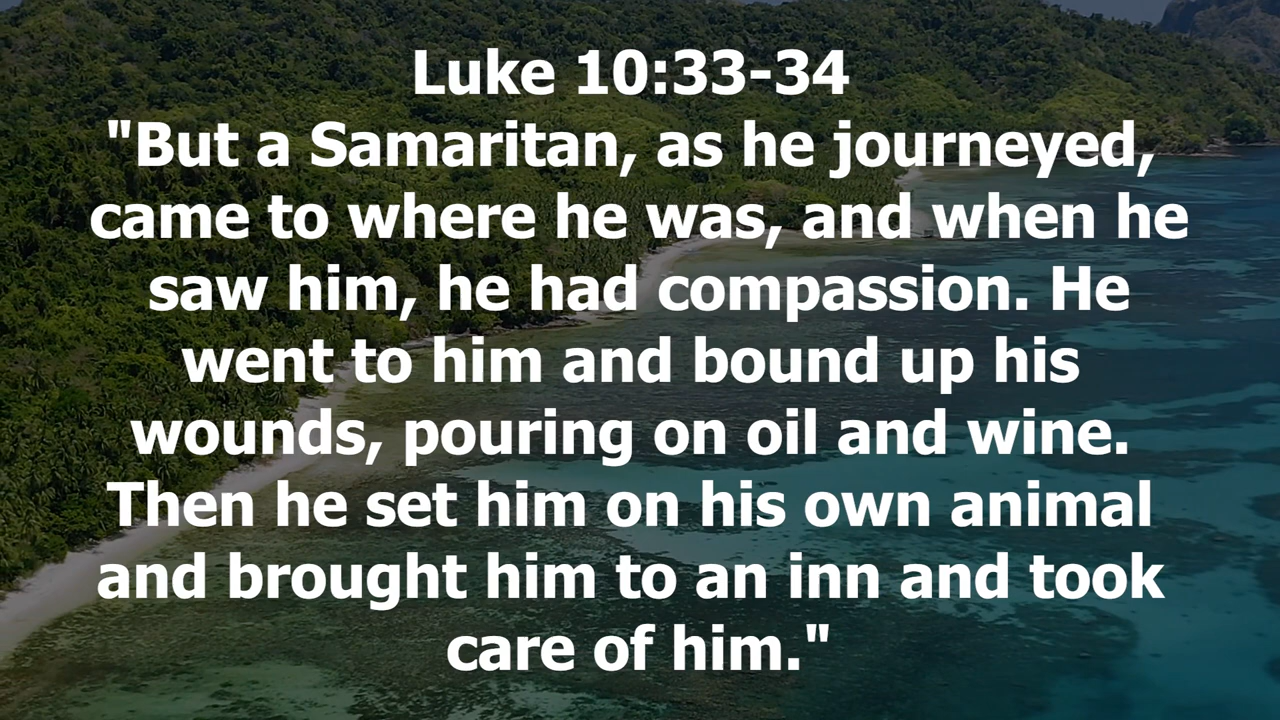 Luke 10:33-34
"But a Samaritan, as he journeyed,
came to where he was, and when he
saw him, he had compassion. He
went to him and bound up his
wounds, pouring on oil and wine.
Then he set him on his own animal
and brought him to an inn and took
care of him."